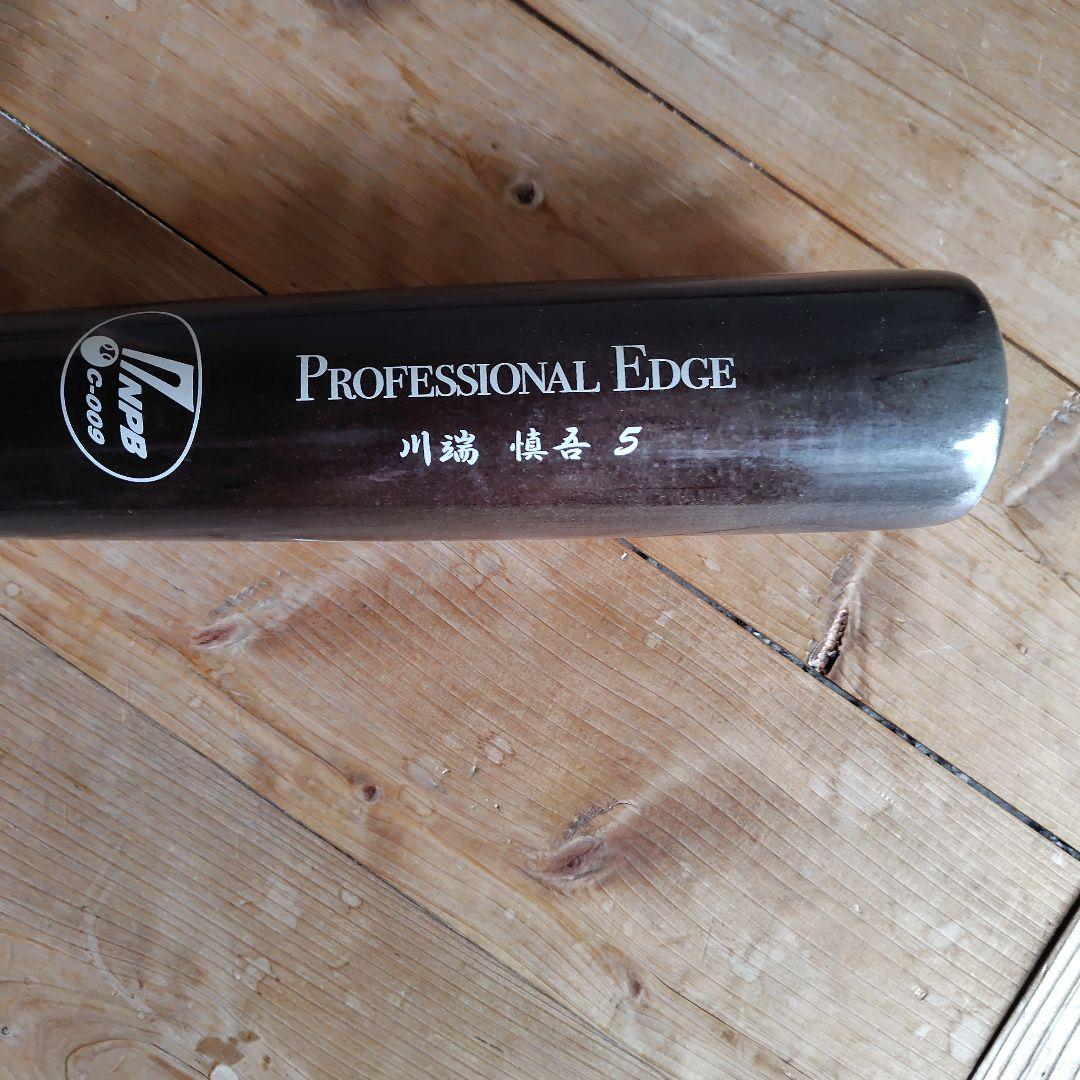 NPB
C-009
PROFESSIONAL EDGE
川端 慎吾 5